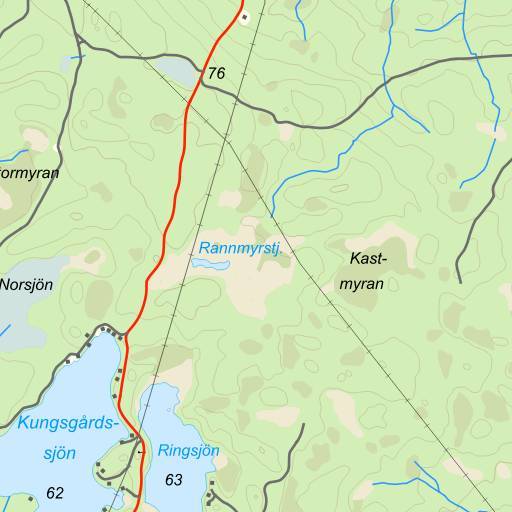 76
ormyran
Rannmyrstj.
Kast-
myran
Norsjön
Kungsgårds-
sjön
Ringsjön
63
62